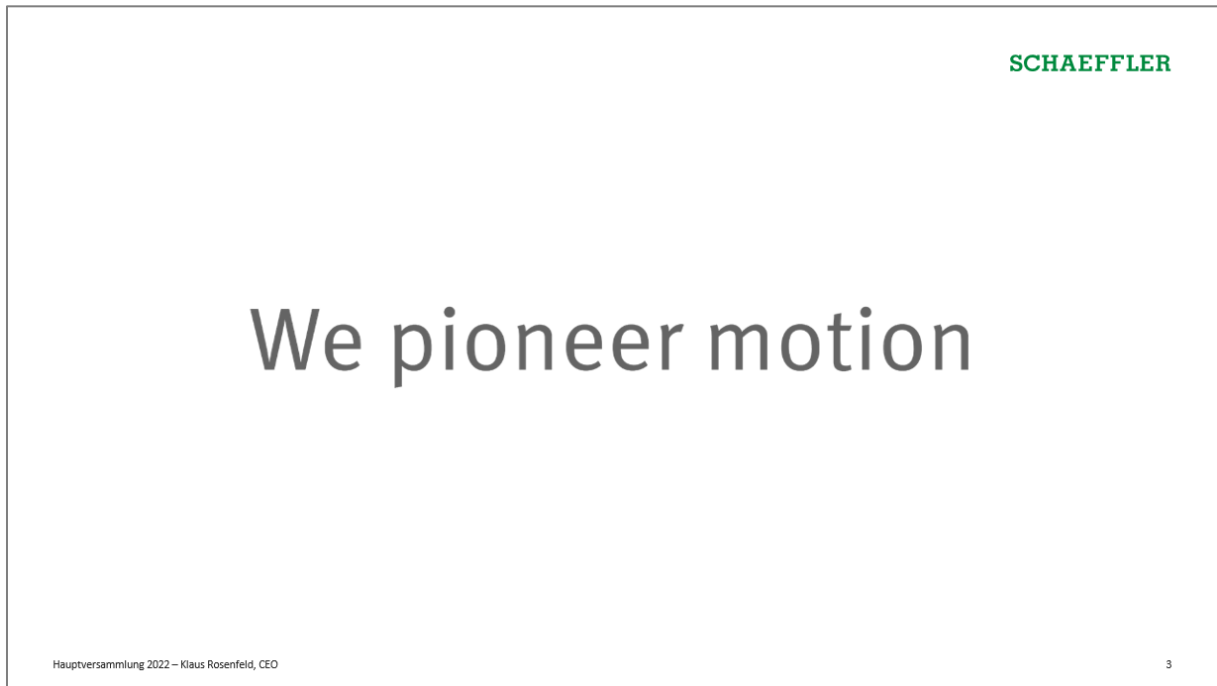 SCHAEFFLER
We pioneer motion
Hauptversammlung 2022 – Klaus Rosenfeld, CEO
3